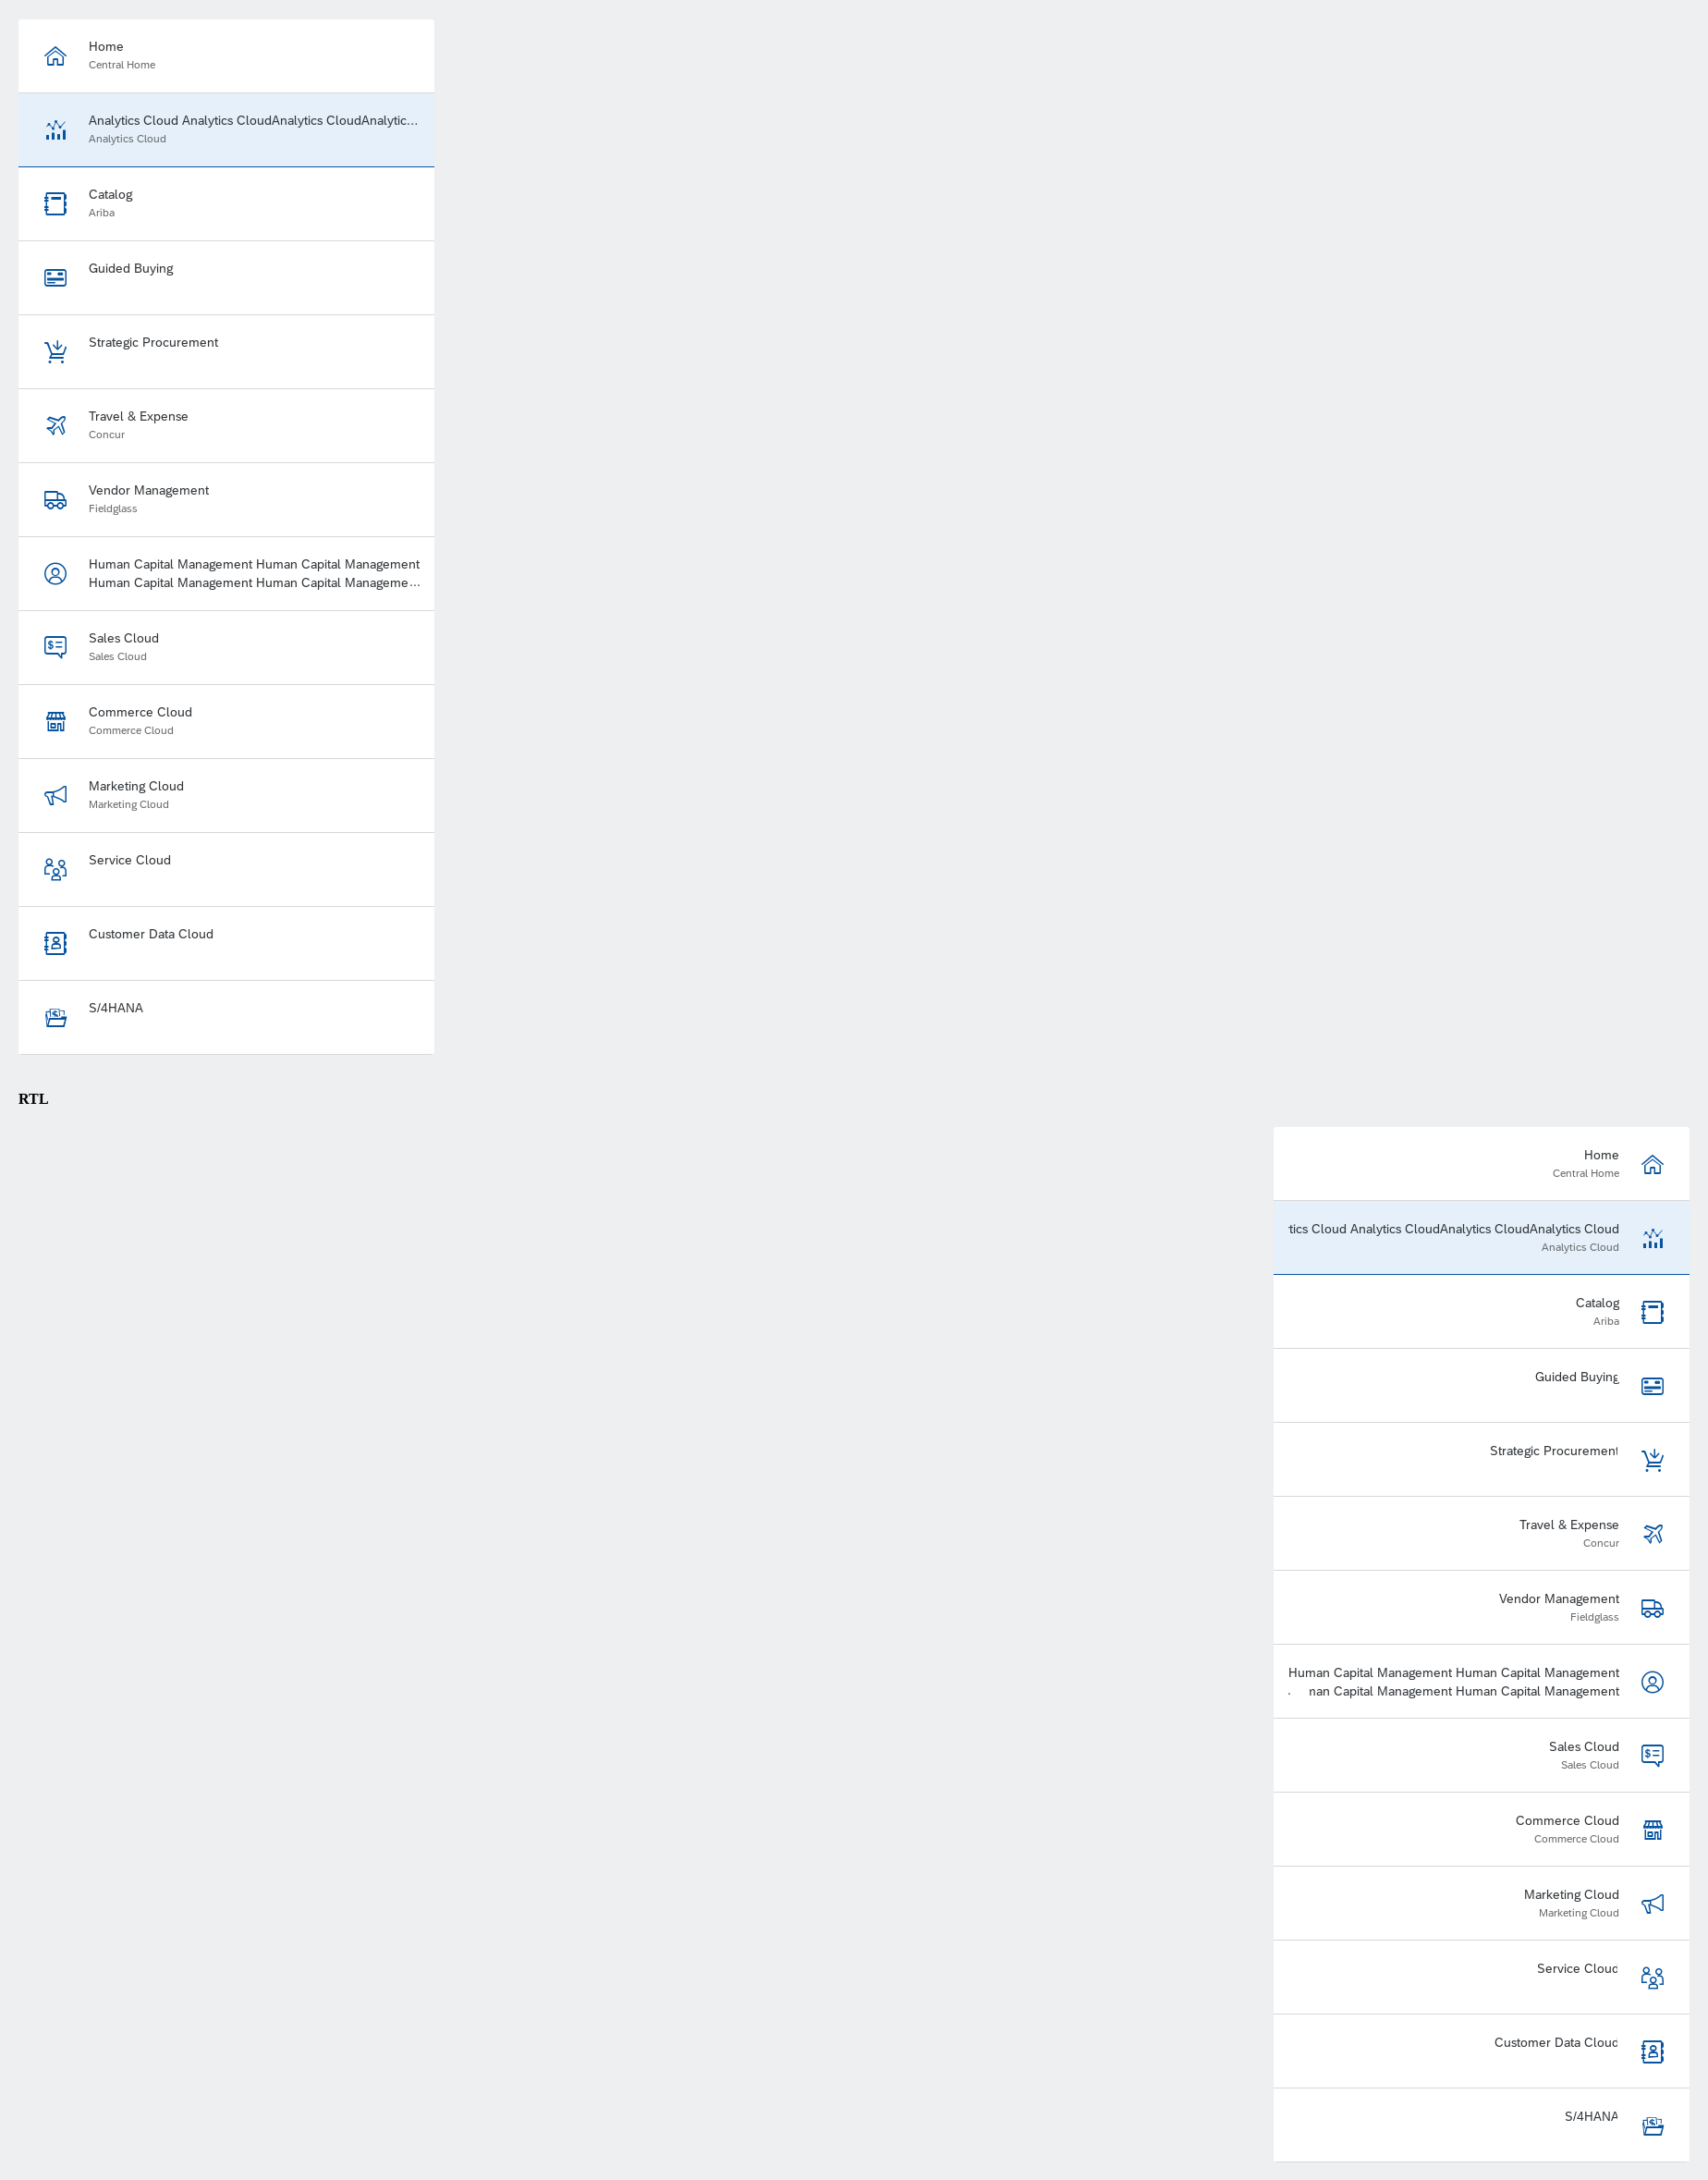 Home
Central Home
Analytics Cloud Analytics CloudAnalytics CloudAnalytic...
Analytics Cloud
Catalog
Ariba
Guided Buying
Strategic Procurement
Travel & Expense
Concur
Vendor Management
Fieldglass
Human Capital Management Human Capital Management
Human Capital Management Human Capital Manageme...
Sales Cloud
Sales Cloud
Commerce Cloud
Commerce Cloud
Marketing Cloud
Marketing Cloud
Service Cloud
Customer Data Cloud
S/4HANA
RTL
Home
Central Home
tics Cloud Analytics CloudAnalytics CloudAnalytics Cloud
Analytics Cloud
Catalog
Ariba
Guided Buying
Strategic Procurement
Travel & Expense
Concur
Vendor Management
Fieldglass
Human Capital Management Human Capital Management
. nan Capital Management Human Capital Management
Sales Cloud
Sales Cloud
Commerce Cloud
Commerce Cloud
Marketing Cloud
Marketing Cloud
Service Cloud
Customer Data Cloud
S/4HANA